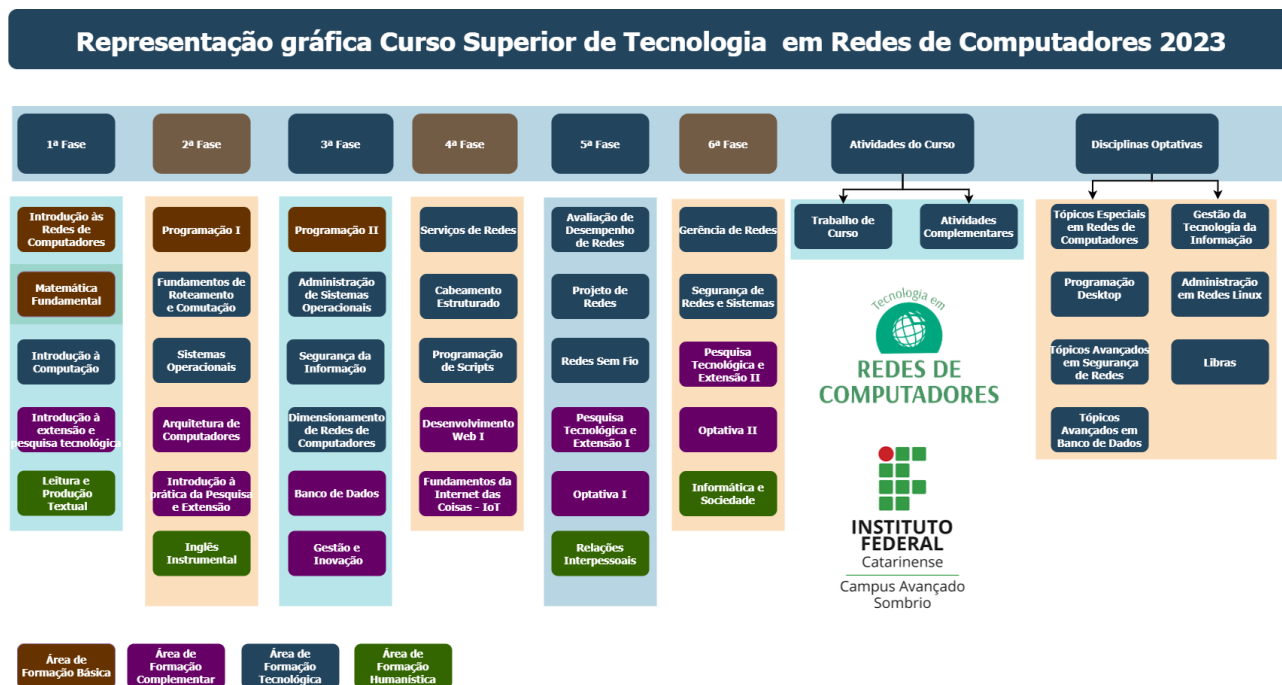 Representação gráfica Curso Superior de Tecnologia em Redes de Computadores 2023
1ª Fase
2ª Fase
3ª Fase
4ª Fase
5ª Fase
6ª Fase
Atividades do Curso
Disciplinas Optativas
Introdução às
Redes de
Computadores
Matemática
Fundamental
Introdução à
Computação
Introdução à
extensão e
pesquisa tecnológica
Leitura e
Produção
Textual
Programação I
Fundamentos de
Roteamento
e Comutação
Sistemas
Operacionais
Arquitetura de
Computadores
Introdução à
prática da Pesquisa
e Extensão
Inglês
Instrumental
Programação II
Administração
de Sistemas
Operacionais
Segurança da
Informação
Dimensionamento
de Redes de
Computadores
Banco de Dados
Gestão e
Inovação
Serviços de Redes
Cabeamento
Estruturado
Programação
de Scripts
Desenvolvimento
Web I
Fundamentos da
Internet das
Coisas - IoT
Avaliação de
Desempenho
de Redes
Projeto de
Redes
Redes Sem Fio
Pesquisa
Tecnológica e
Extensão I
Optativa I
Relações
Interpessoais
Gerência de Redes
Segurança de
Redes e Sistemas
Pesquisa
Tecnológica e
Extensão II
Optativa II
Informática e
Sociedade
Trabalho de
Curso
Atividades
Complementares
Tecnologia em
REDES DE
COMPUTADORES
INSTITUTO
FEDERAL
Catarinense
Campus Avançado
Sombrio
Tópicos Especiais
em Redes de
Computadores
Programação
Desktop
Tópicos Avançados
em Segurança
de Redes
Tópicos
Avançados em
Banco de Dados
Gestão da
Tecnologia da
Informação
Administração
em Redes Linux
Libras
Área de
Formação Básica
Área de
Formação
Complementar
Área de
Formação
Tecnológica
Área de
Formação
Humanística